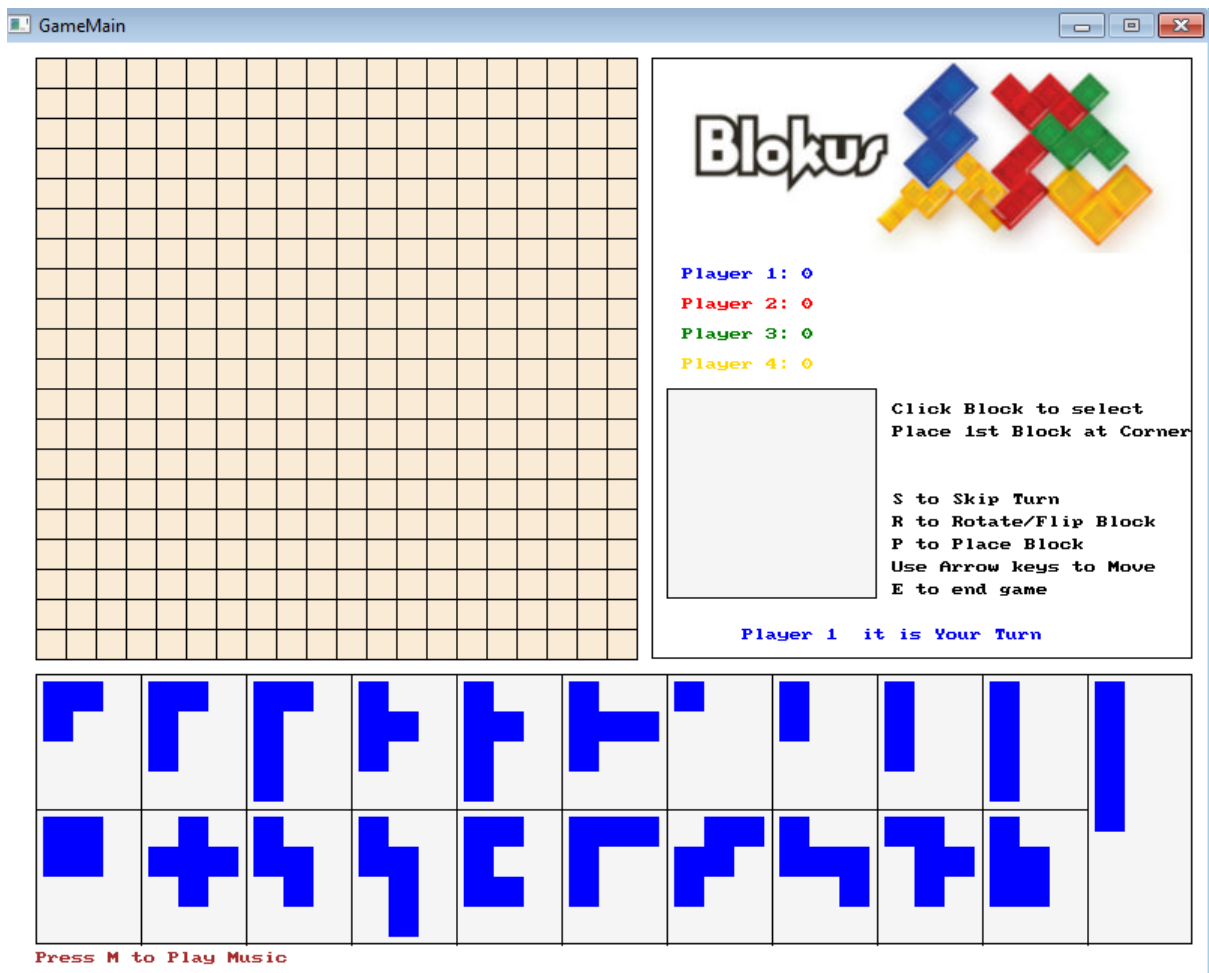 GameMain
Blokus
Player 1: 0
Player 2: 0
Player 3: 0
Player 4: 0
Click Block to select
Place 1st Block at Corner
S to Skip Turn
R to Rotate/Flip Block
P to Place Block
Use Arrow keys to Move
E to end game
Player 1 it is Your Turn
Press M to Play Music